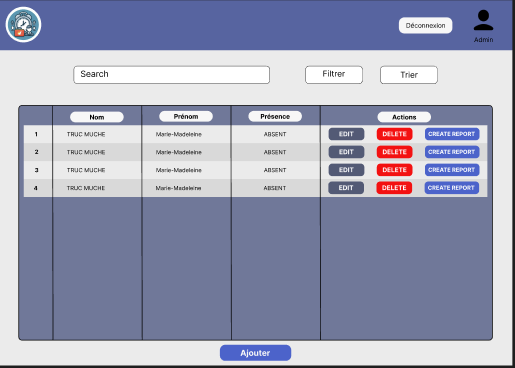 Déconnexion
Admin
Search Filtrer Trier
Nom Prénom Présence Actions
1 TRUC MUCHE Marie-Madeleine ABSENT EDIT DELETE CREATE REPORT
2 TRUC MUCHE Marie-Madeleine ABSENT EDIT DELETE CREATE REPORT
3 TRUC MUCHE Marie-Madeleine ABSENT EDIT DELETE CREATE REPORT
4 TRUC MUCHE Marie-Madeleine ABSENT EDIT DELETE CREATE REPORT
Ajouter